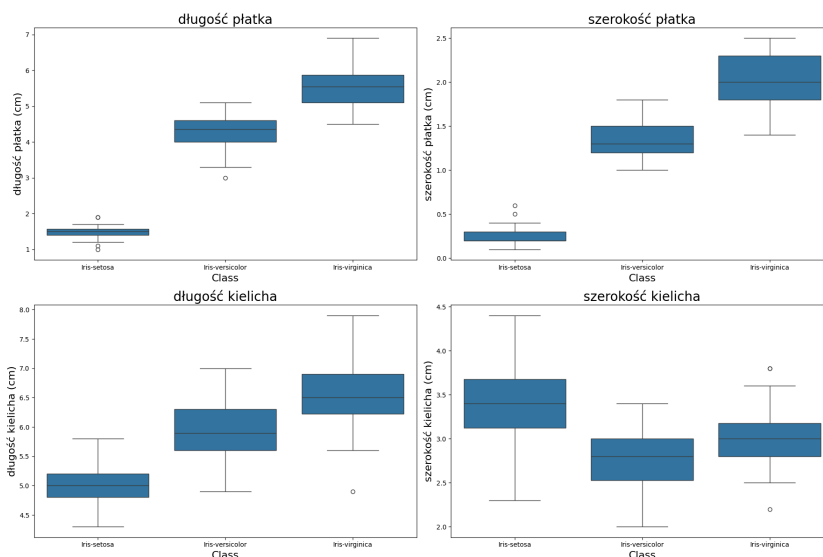 długość płatka
długość płatka (cm)
7
6
5
4
3
2
1
Iris-setosa
Iris-versicolor
Iris-virginica
Class
szerokość płatka
szerokość płatka (cm)
2.5
2.0
1.5
1.0
0.5
0.0
Iris-setosa
Iris-versicolor
Iris-virginica
Class
długość kielicha
długość kielicha (cm)
8.0
7.5
7.0
6.5
6.0
5.5
5.0
4.5
Iris-setosa
Iris-versicolor
Iris-virginica
Class
szerokość kielicha
szerokość kielicha (cm)
4.5
4.0
3.5
3.0
2.5
2.0
Iris-setosa
Iris-versicolor
Iris-virginica
Class